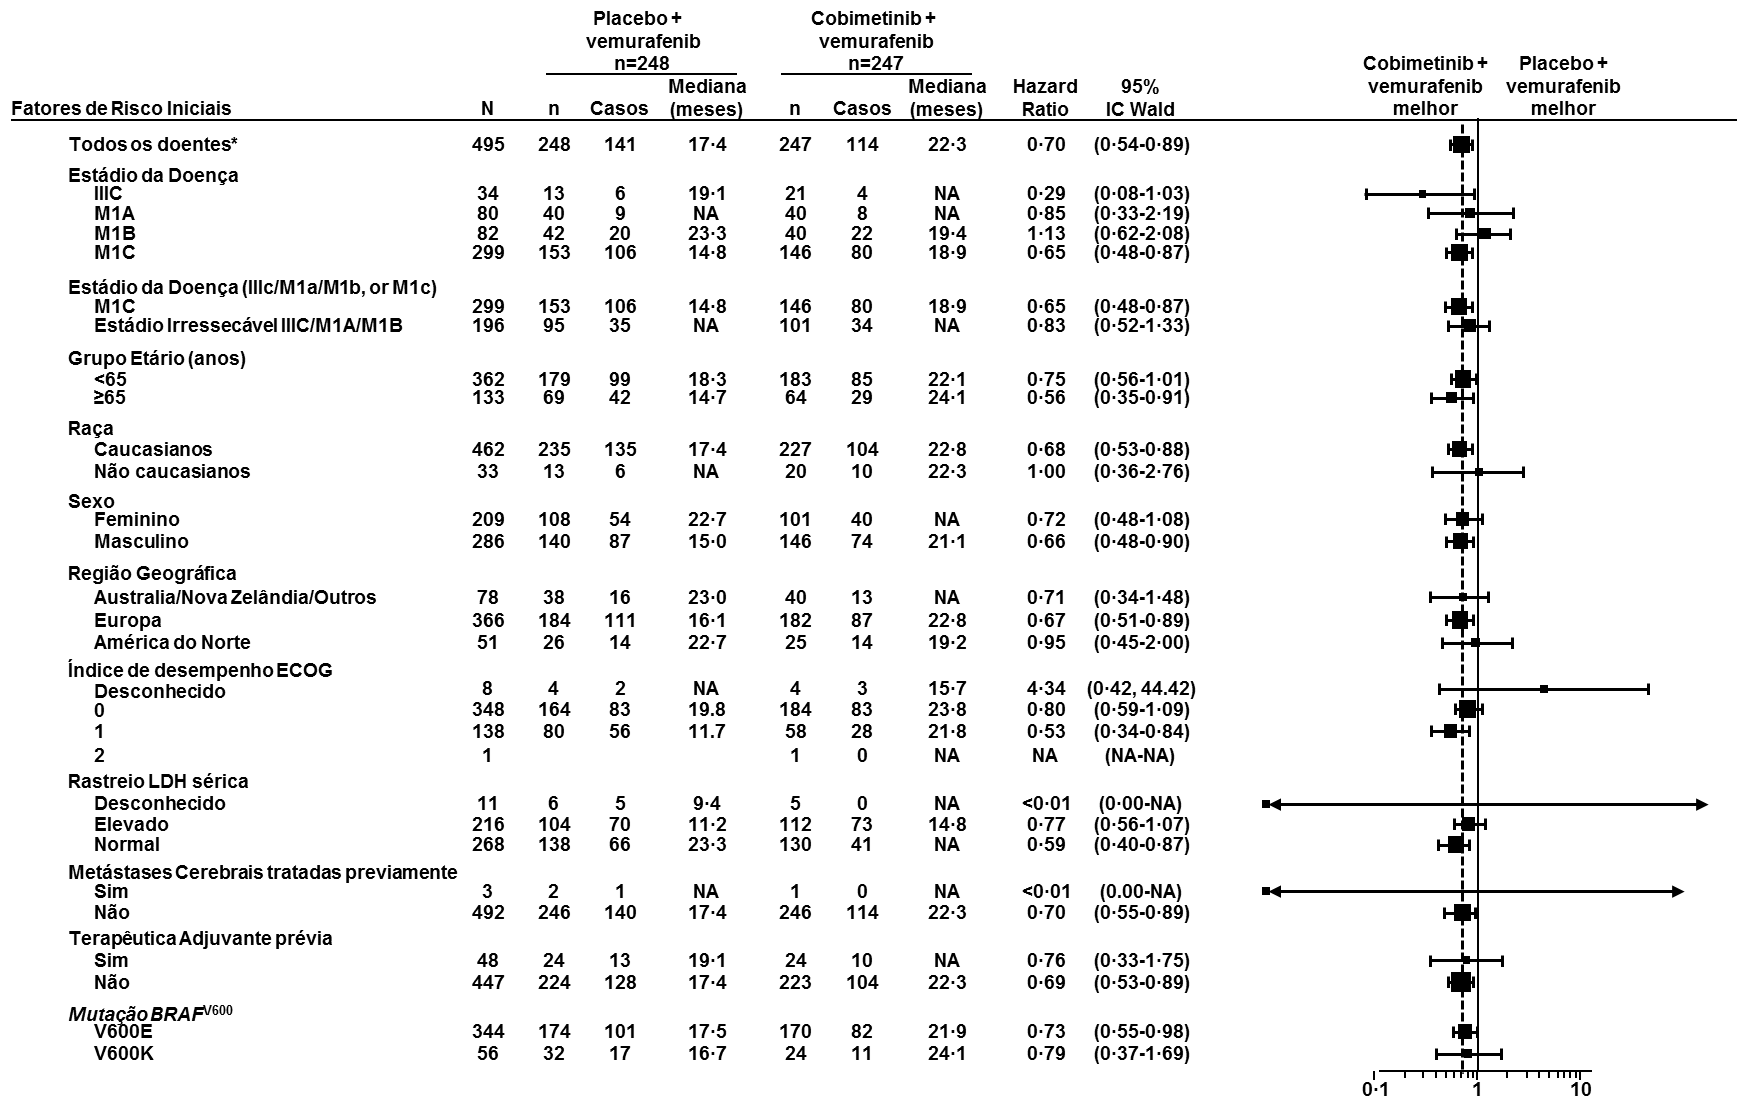 Placebo + Cobimetinib +
vemurafenib vemurafenib
n=248 n=247 Cobimetinib + Placebo +
Mediana Mediana Hazard 95% vemurafenib vemurafenib
Fatores de Risco Iniciais N n Casos (meses) n Casos (meses) Ratio IC Wald melhor melhor
Todos os doentes* 495 248 141 17·4 247 114 22·3 0·70 (0·54-0·89)
Estádio da Doença
IIIC 34 13 6 19·1 21 4 NA 0·29 (0·08-1·03)
M1A 80 40 9 NA 40 8 NA 0·85 (0·33-2·19)
M1B 82 42 20 23·3 40 22 19·4 1·13 (0·62-2·08)
M1C 299 153 106 14·8 146 80 18·9 0·65 (0·48-0·87)
Estádio da Doença (IIIc/M1a/M1b, or M1c)
M1C 299 153 106 14·8 146 80 18·9 0·65 (0·48-0·87)
Estádio Irressecável IIIC/M1A/M1B 196 95 35 NA 101 34 NA 0·83 (0·52-1·33)
Grupo Etário (anos)
<65 362 179 99 18·3 183 85 22·1 0·75 (0·56-1·01)
≥65 133 69 42 14·7 64 29 24·1 0·56 (0·35-0·91)
Raça
Caucasianos 462 235 135 17·4 227 104 22·8 0·68 (0·53-0·88)
Não caucasianos 33 13 6 NA 20 10 22·3 1·00 (0·36-2·76)
Sexo
Feminino 209 108 54 22·7 101 40 NA 0·72 (0·48-1·08)
Masculino 286 140 87 15·0 146 74 21·1 0·66 (0·48-0·90)
Região Geográfica
Australia/Nova Zelândia/Outros 78 38 16 23·0 40 13 NA 0·71 (0·34-1·48)
Europa 366 184 111 16·1 182 87 22·8 0·67 (0·51-0·89)
América do Norte 51 26 14 22·7 25 14 19·2 0·95 (0·45-2·00)
Índice de desempenho ECOG
Desconhecido 8 4 2 NA 4 3 15·7 4·34 (0·42, 44.42)
0 348 164 83 19.8 184 83 23·8 0·80 (0·59-1·09)
1 138 80 56 11.7 58 28 21·8 0·53 (0·34-0·84)
2 1 1 0 NA NA (NA-NA)
Rastreio LDH sérica
Desconhecido 11 6 5 9·4 5 0 NA <0·01 (0·00-NA)
Elevado 216 104 70 11·2 112 73 14·8 0·77 (0·56-1·07)
Normal 268 138 66 23·3 130 41 NA 0·59 (0·40-0·87)
Metástases Cerebrais tratadas previamente
Sim 3 2 1 NA 1 0 NA <0·01 (0.00-NA)
Não 492 246 140 17·4 246 114 22·3 0·70 (0·55-0·89)
Terapêutica Adjuvante prévia
Sim 48 24 13 19·1 24 10 NA 0·76 (0·33-1·75)
Não 447 224 128 17·4 223 104 22·3 0·69 (0·53-0·89)
Mutação BRAFV600
V600E 344 174 101 17·5 170 82 21·9 0·73 (0·55-0·98)
V600K 56 32 17 16·7 24 11 24·1 0·79 (0·37-1·69)
0·1 1 10